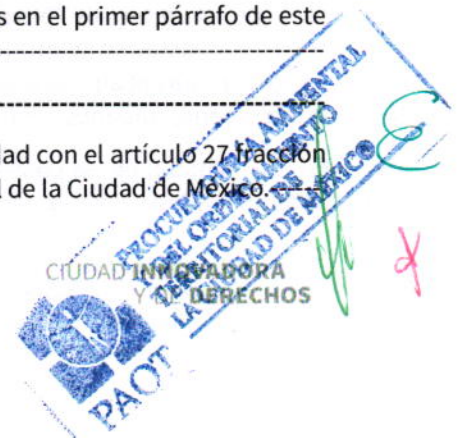 s en el primer párrafo de este
dad con el artículo 27 fracción
l de la Ciudad de México.------
CIUDAD INNOVADORA
Y DE DERECHOS
PROCURADURÍA AMBIENTAL
Y DEL ORDENAMIENTO
TERRITORIAL DE
LA CIUDAD DE MÉXICO
PAOT